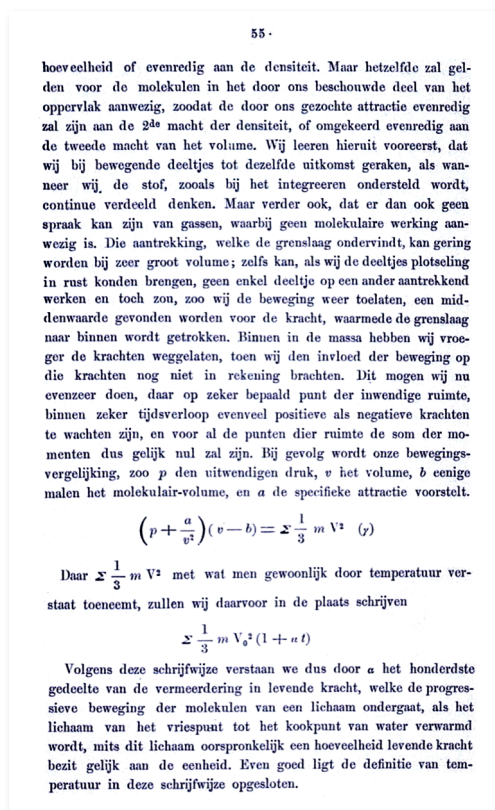 55.
hoeveelheid of evenredig aan de densiteit. Maar hetzelfde zal gel-
den voor de molekulen in het door ons beschouwde deel van het
oppervlak aanwezig, zoodat de door ons gezochte attractie evenredig
zal zijn aan de 2de macht der densiteit, of omgekeerd evenredig aan
de tweede macht van het volume. Wij leeren hieruit vooreerst, dat
wij bij bewegende deeltjes tot dezelfde uitkomst geraken, als wan-
neer wij de stof, zooals bij het integreeren ondersteld wordt,
continue verdeeld denken. Maar verder ook, dat er dan ook geen
spraak kan zijn van gassen, waarbij geen molekulaire werking aan-
wezig is. Die aantrekking, welke de grenslaag ondervindt, kan gering
worden bij zeer groot volume; zelfs kan, als wij de deeltjes plotseling
in rust konden brengen, geen enkel deeltje op een ander aantrekkend
werken en toch zou, zoo wij de beweging weer toelaten, een mid-
denwaarde gevonden worden voor de kracht, waarmede de grenslaag
naar binnen wordt getrokken. Binnen in de massa hebben wij vroe-
ger de krachten weggelaten, toen wij den invloed der beweging op
die krachten nog niet in rekening brachten. Dit mogen wij nu
evenzeer doen, daar op zeker bepaald punt der inwendige ruimte,
binnen zeker tijdsverloop evenveel positieve als negatieve krachten
te wachten zijn, en voor al de punten dier ruimte de som der mo-
menten dus gelijk nul zal zijn. Bij gevolg wordt onze bewegings-
vergelijking, zoo p den uitwendigen druk, v het volume, b eenige
malen het molekulair-volume, en a de specifieke attractie voorstelt.
(p + a/v²)(v — b) = Σ 1/3 m V² (γ)
Daar Σ 1/3 m V² met wat men gewoonlijk door temperatuur ver-
staat toeneemt, zullen wij daarvoor in de plaats schrijven
Σ 1/3 m V₀² (1 + α t)
Volgens deze schrijfwijze verstaan we dus door α het honderdste
gedeelte van de vermeerdering in levende kracht, welke de progres-
sieve beweging der molekulen van een lichaam ondergaat, als het
lichaam van het vriespunt tot het kookpunt van water verwarmd
wordt, mits dit lichaam oorspronkelijk een hoeveelheid levende kracht
bezit gelijk aan de eenheid. Even goed ligt de definitie van tem-
peratuur in deze schrijfwijze opgesloten.